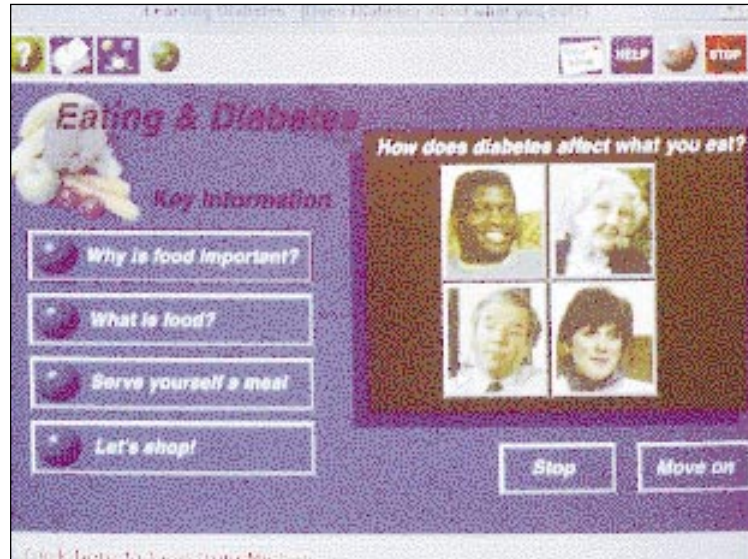 HELP
STOP
Eating & Diabetes
How does diabetes affect what you eat?
Key Information
Why is food important?
What is food?
Serve yourself a meal
Let's shop!
Stop
Move on